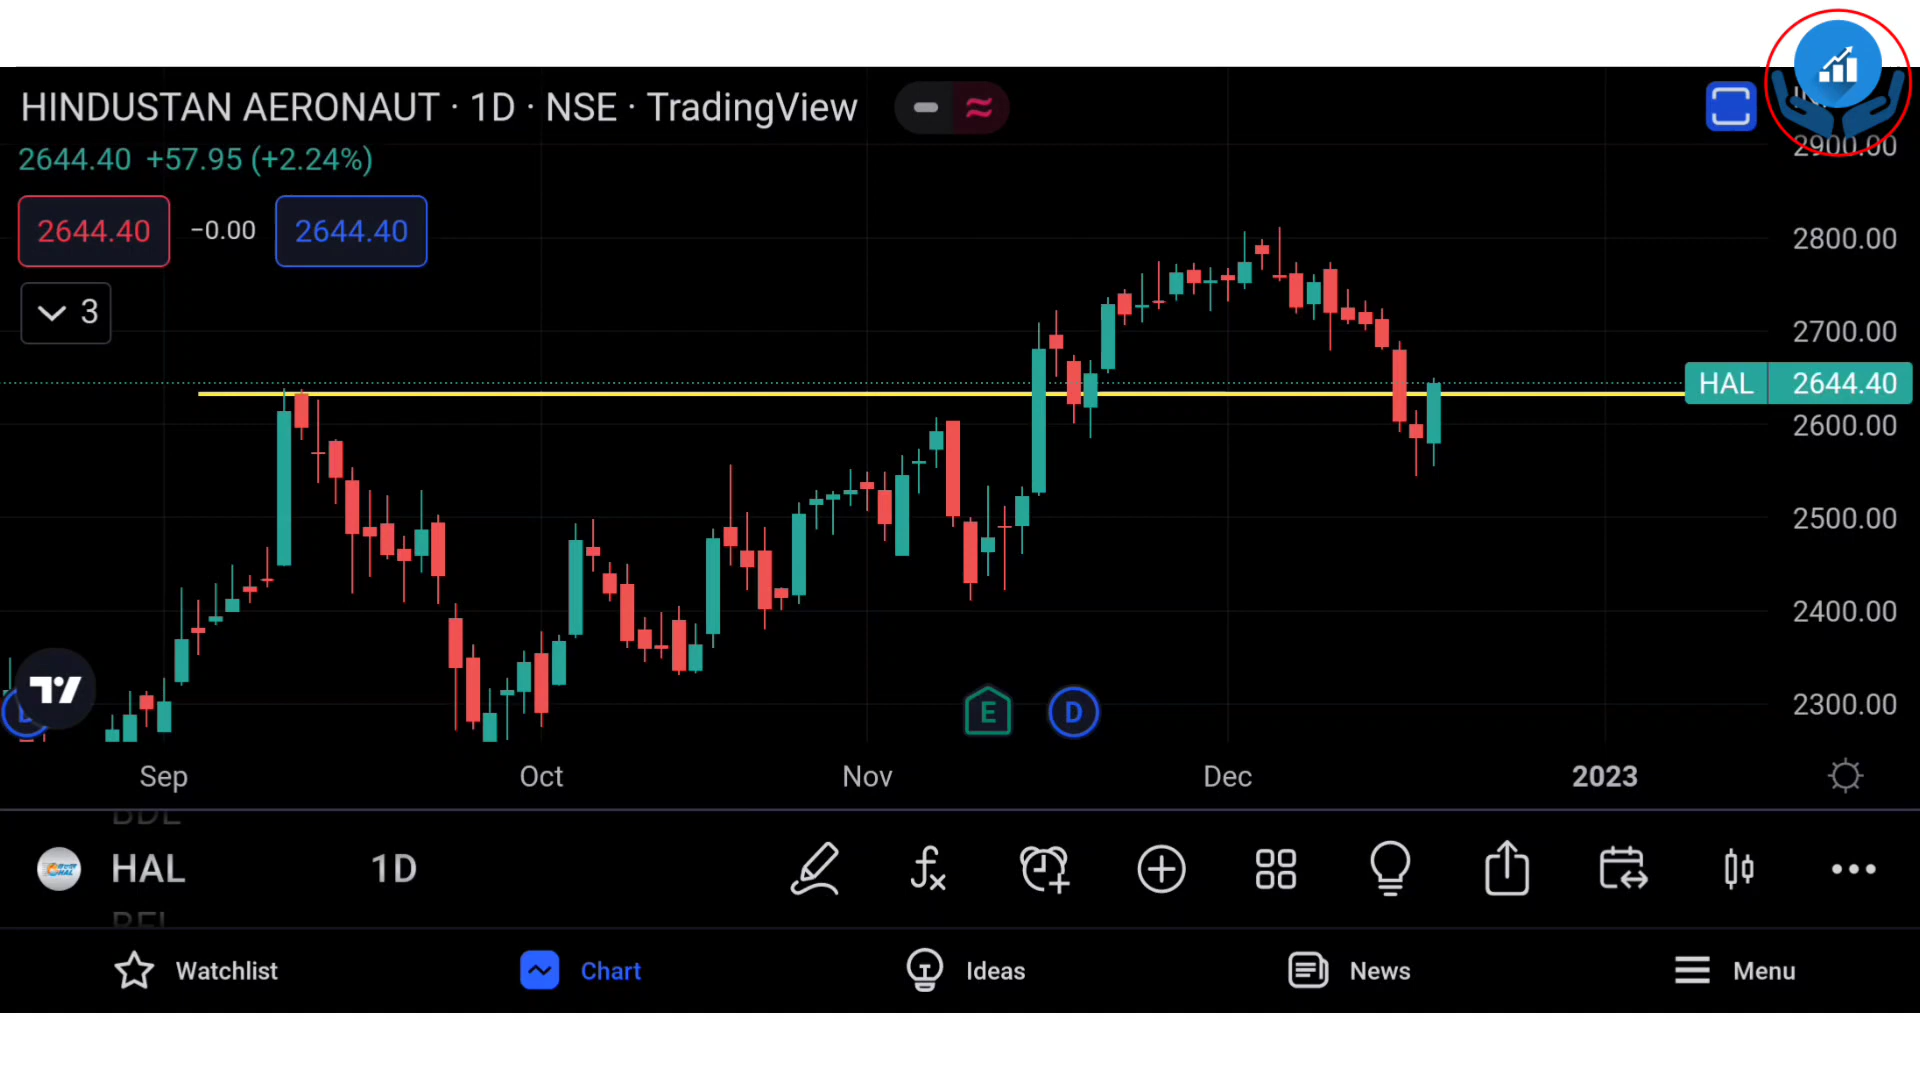 HINDUSTAN AERONAUT · 1D · NSE · TradingView
2644.40 +57.95 (+2.24%)
2644.40 −0.00 2644.40
3
2900.00
2800.00
2700.00
HAL 2644.40
2600.00
2500.00
2400.00
2300.00
E D
Sep Oct Nov Dec 2023
BDL
HAL 1D
BEL
Watchlist Chart Ideas News Menu